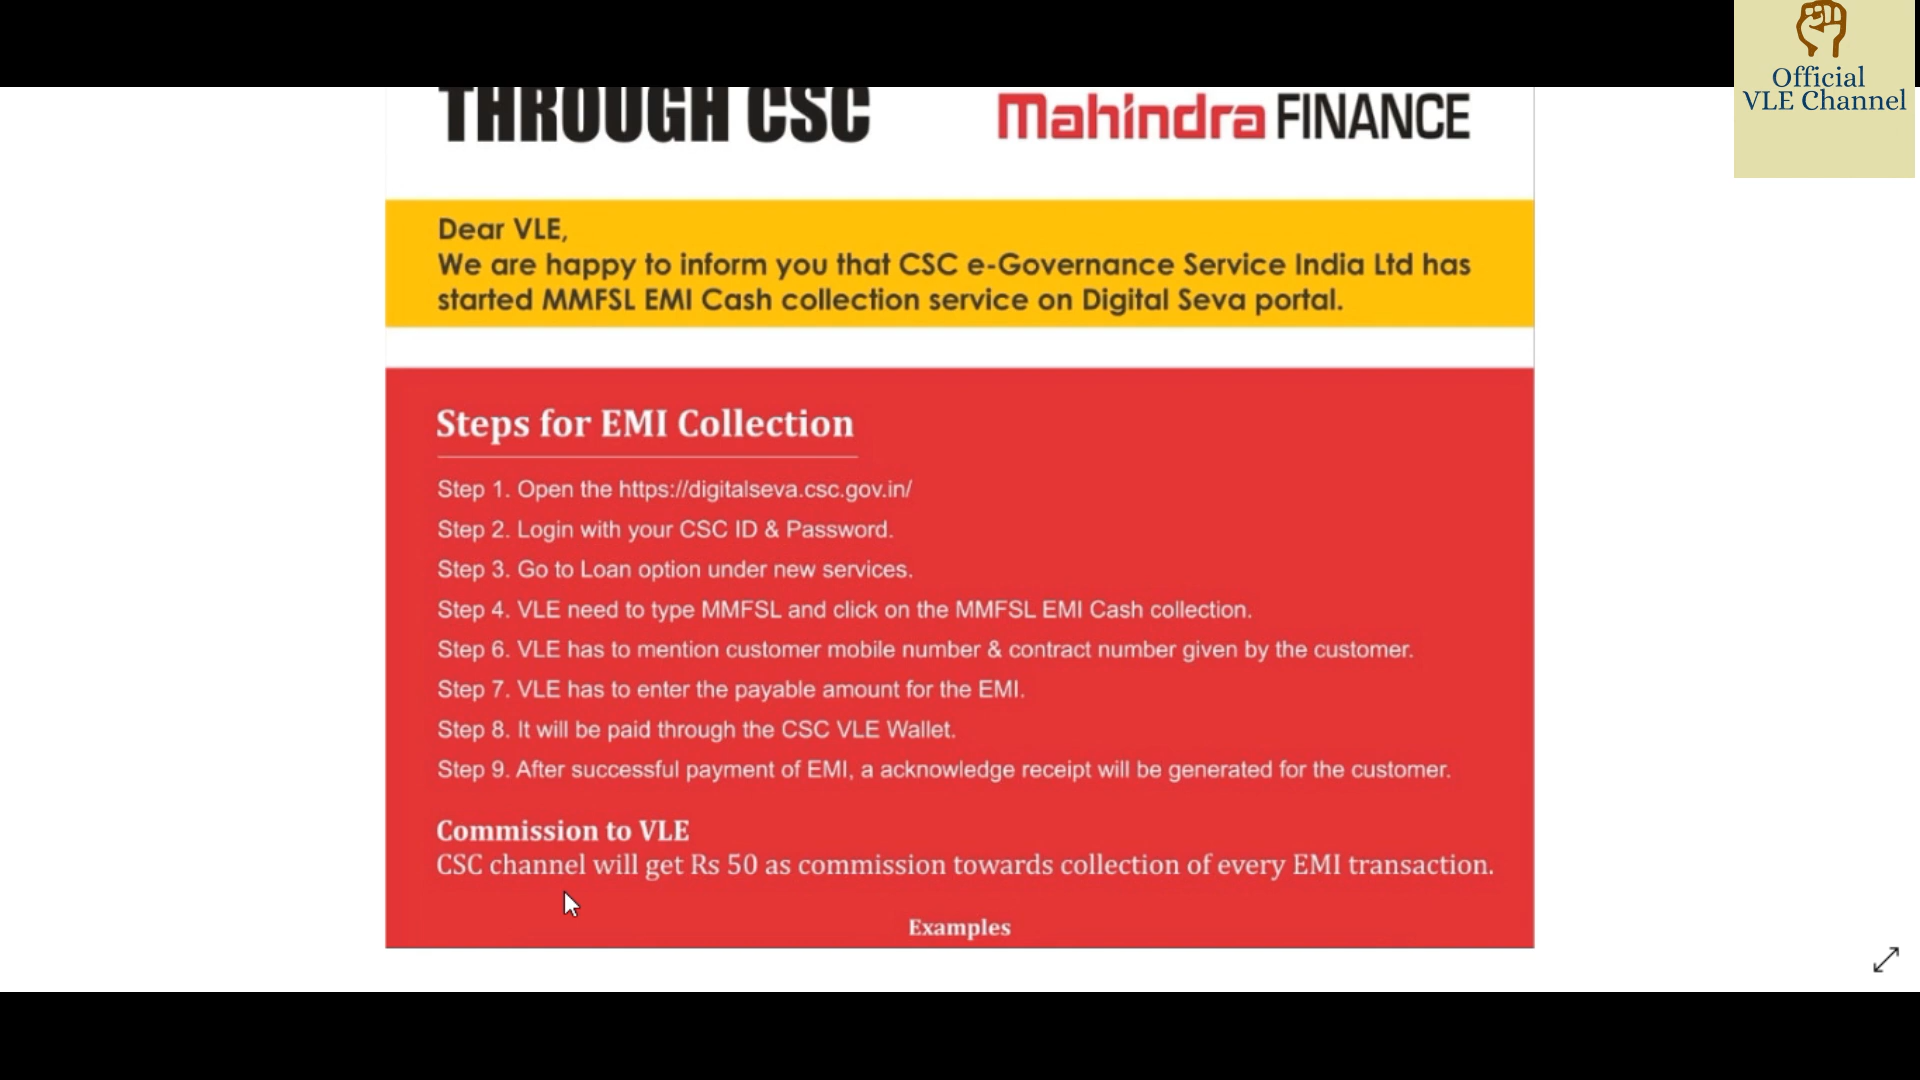 Official
VLE Channel
THROUGH CSC
Mahindra FINANCE
Dear VLE,
We are happy to inform you that CSC e-Governance Service India Ltd has
started MMFSL EMI Cash collection service on Digital Seva portal.
Steps for EMI Collection
Step 1. Open the https://digitalseva.csc.gov.in/
Step 2. Login with your CSC ID & Password.
Step 3. Go to Loan option under new services.
Step 4. VLE need to type MMFSL and click on the MMFSL EMI Cash collection.
Step 6. VLE has to mention customer mobile number & contract number given by the customer.
Step 7. VLE has to enter the payable amount for the EMI.
Step 8. It will be paid through the CSC VLE Wallet.
Step 9. After successful payment of EMI, a acknowledge receipt will be generated for the customer.
Commission to VLE
CSC channel will get Rs 50 as commission towards collection of every EMI transaction.
Examples